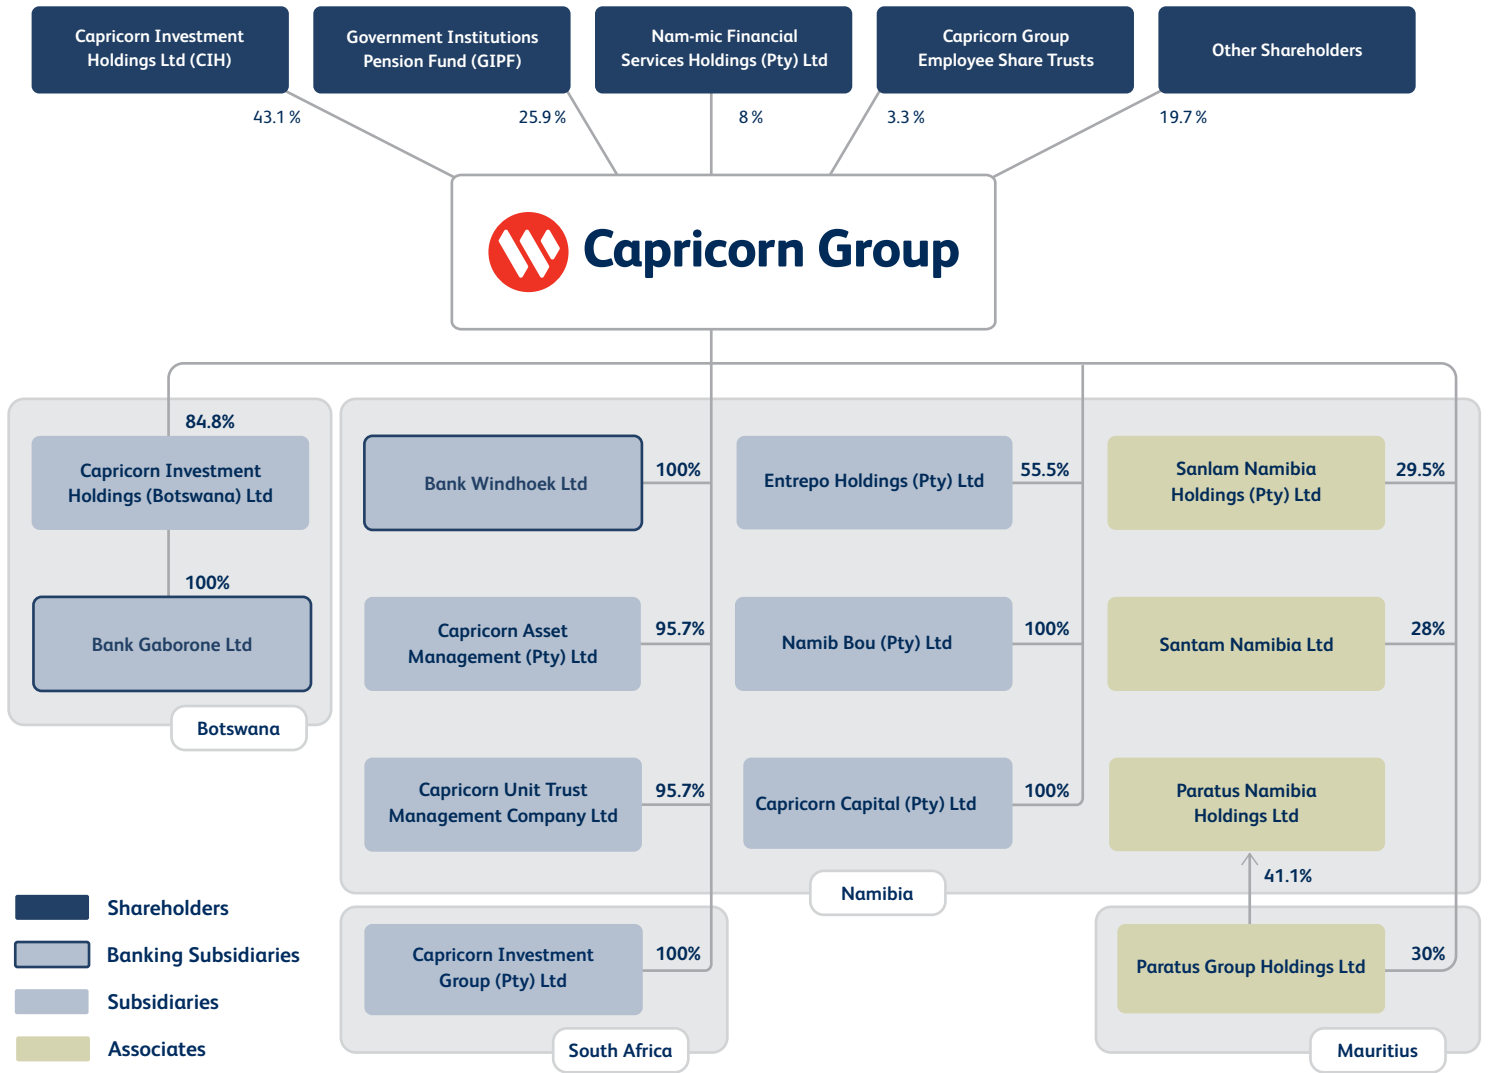 Capricorn Investment
Holdings Ltd (CIH)
Government Institutions
Pension Fund (GIPF)
Nam-mic Financial
Services Holdings (Pty) Ltd
Capricorn Group
Employee Share Trusts
Other Shareholders
43.1 %
25.9 %
8 %
3.3 %
19.7 %
Capricorn Group
84.8%
Capricorn Investment
Holdings (Botswana) Ltd
100%
Bank Gaborone Ltd
Botswana
Bank Windhoek Ltd
100%
Capricorn Asset
Management (Pty) Ltd
95.7%
Capricorn Unit Trust
Management Company Ltd
95.7%
Entrepo Holdings (Pty) Ltd
55.5%
Namib Bou (Pty) Ltd
100%
Capricorn Capital (Pty) Ltd
100%
Sanlam Namibia
Holdings (Pty) Ltd
29.5%
Santam Namibia Ltd
28%
Paratus Namibia
Holdings Ltd
41.1%
Namibia
Capricorn Investment
Group (Pty) Ltd
100%
South Africa
Paratus Group Holdings Ltd
30%
Mauritius
Shareholders
Banking Subsidiaries
Subsidiaries
Associates